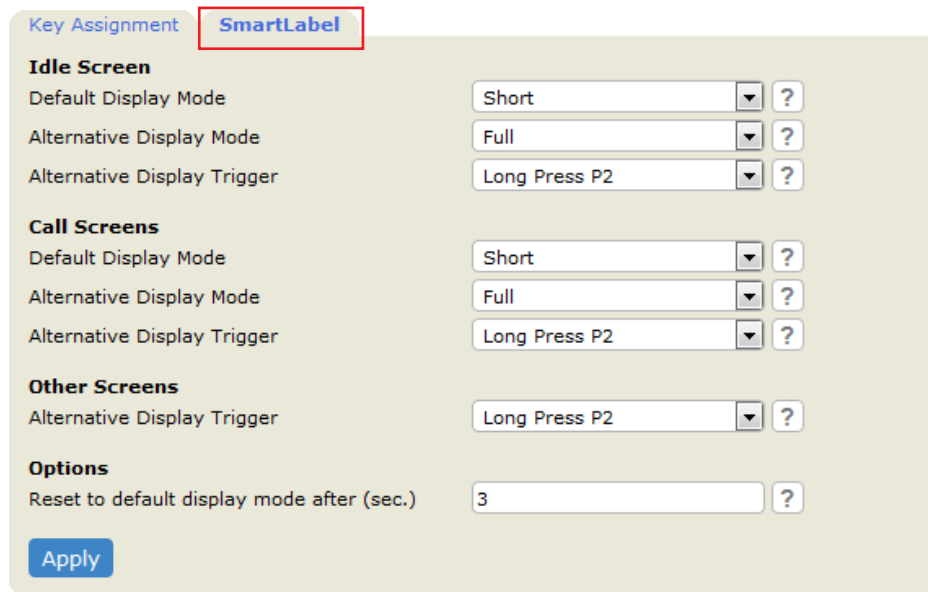 Key Assignment SmartLabel
Idle Screen
Default Display Mode Short ?
Alternative Display Mode Full ?
Alternative Display Trigger Long Press P2 ?
Call Screens
Default Display Mode Short ?
Alternative Display Mode Full ?
Alternative Display Trigger Long Press P2 ?
Other Screens
Alternative Display Trigger Long Press P2 ?
Options
Reset to default display mode after (sec.) 3 ?
Apply